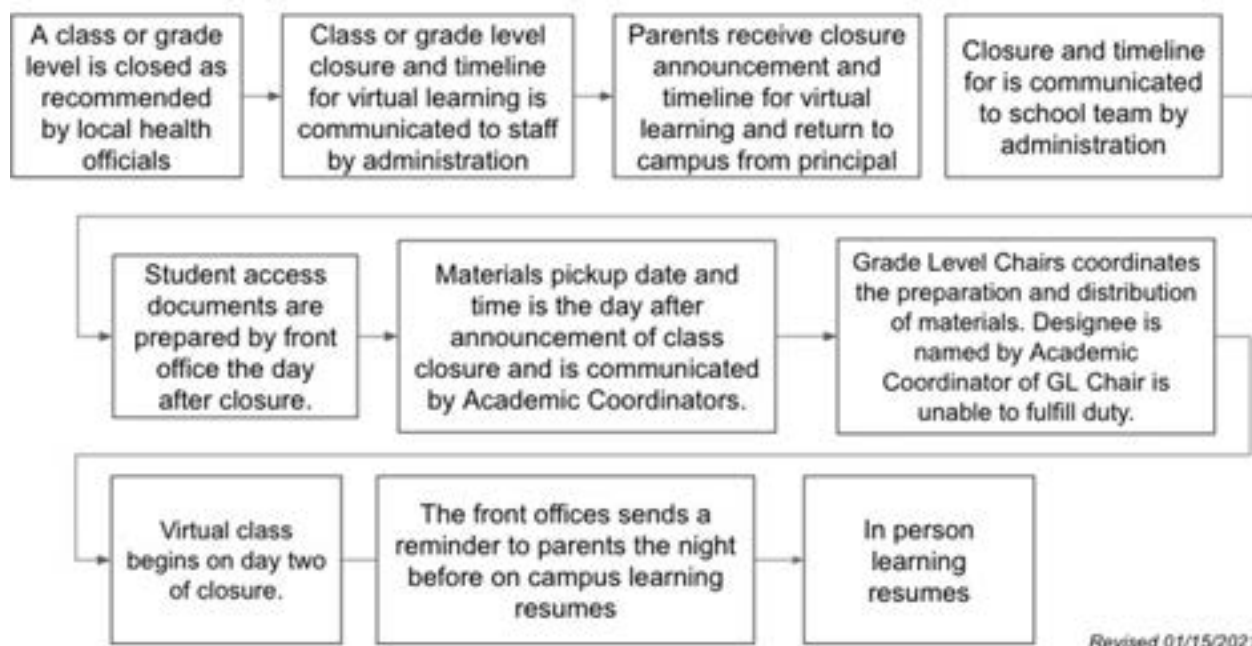 A class or grade
level is closed as
recommended
by local health
officials
Class or grade level
closure and timeline
for virtual learning is
communicated to staff
by administration
Parents receive closure
announcement and
timeline for virtual
learning and return to
campus from principal
Closure and timeline
for is communicated
to school team by
administration
Student access
documents are
prepared by front
office the day
after closure.
Materials pickup date and
time is the day after
announcement of class
closure and is communicated
by Academic Coordinators.
Grade Level Chairs coordinates
the preparation and distribution
of materials. Designee is
named by Academic
Coordinator of GL Chair is
unable to fulfill duty.
Virtual class
begins on day two
of closure.
The front offices sends a
reminder to parents the night
before on campus learning
resumes
In person
learning
resumes
Revised 01/15/2021